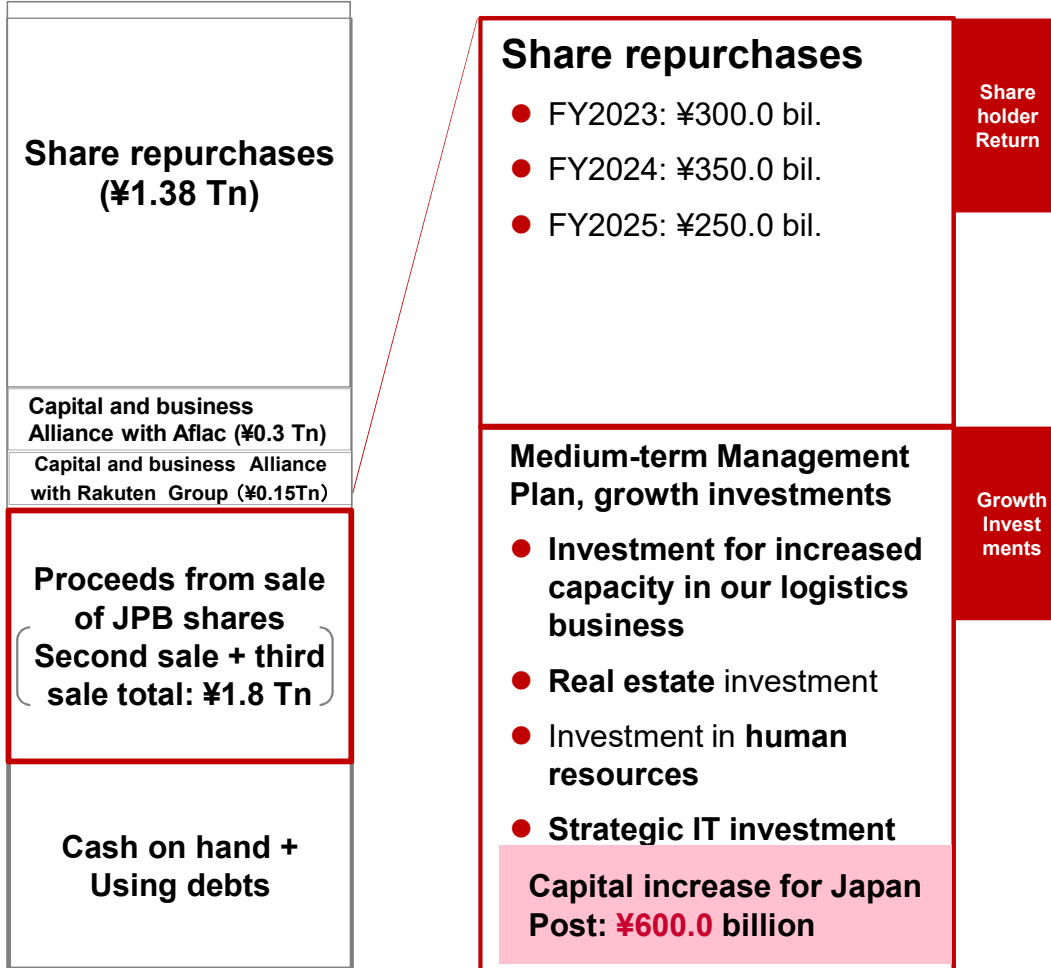 Share repurchases
(¥1.38 Tn)
Capital and business
Alliance with Aflac (¥0.3 Tn)
Capital and business Alliance
with Rakuten Group（¥0.15Tn）
Proceeds from sale
of JPB shares
Second sale + third
sale total: ¥1.8 Tn
Cash on hand +
Using debts
Share repurchases
● FY2023: ¥300.0 bil.
● FY2024: ¥350.0 bil.
● FY2025: ¥250.0 bil.
Share
holder
Return
Medium-term Management
Plan, growth investments
● Investment for increased
capacity in our logistics
business
● Real estate investment
● Investment in human
resources
● Strategic IT investment
Capital increase for Japan
Post: ¥600.0 billion
Growth
Invest
ments